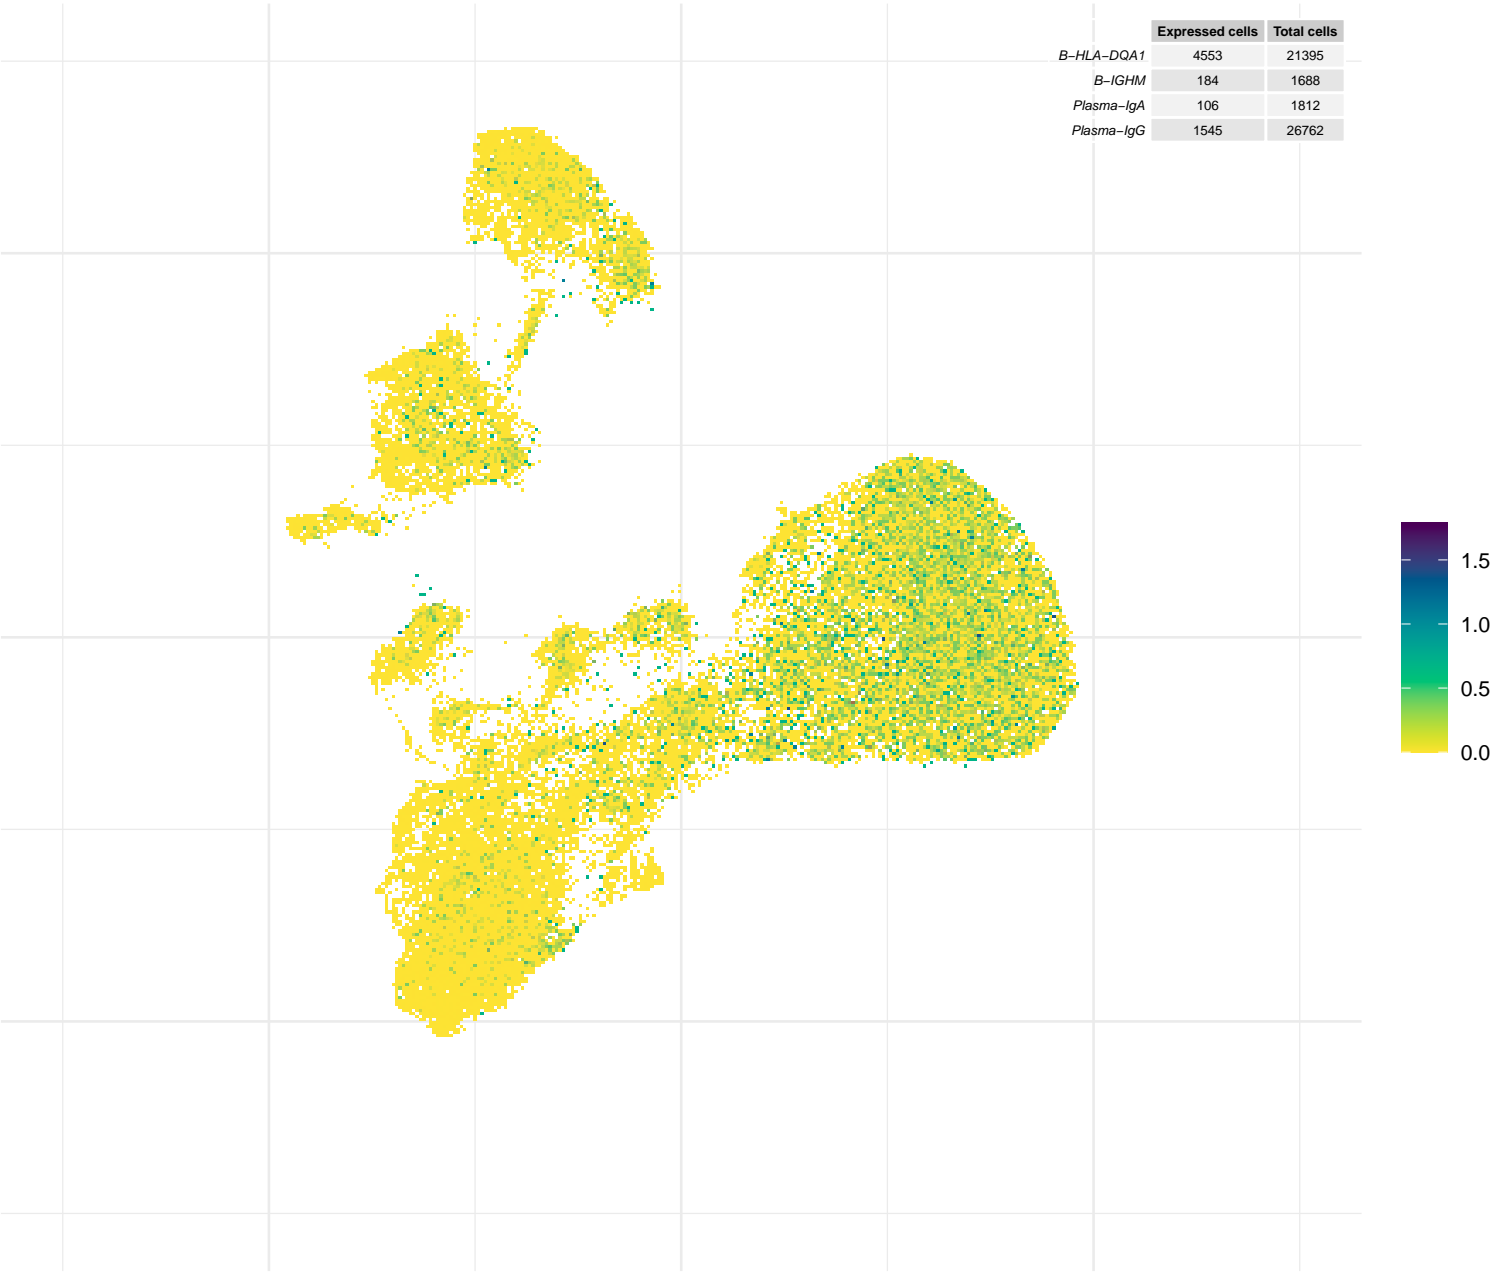 Expressed cells Total cells
B−HLA−DQA1 4553 21395
B−IGHM 184 1688
Plasma−IgA 106 1812
Plasma−IgG 1545 26762
1.5
1.0
0.5
0.0